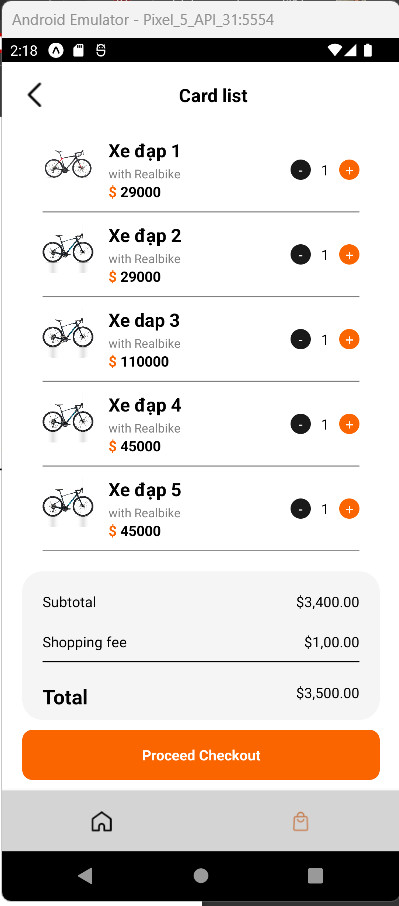 Android Emulator - Pixel_5_API_31:5554
2:18
Card list
Xe đạp 1
with Realbike
$ 29000
- 1 +
Xe đạp 2
with Realbike
$ 29000
- 1 +
Xe dap 3
with Realbike
$ 110000
- 1 +
Xe đạp 4
with Realbike
$ 45000
- 1 +
Xe đạp 5
with Realbike
$ 45000
- 1 +
Subtotal $3,400.00
Shopping fee $1,00.00
Total $3,500.00
Proceed Checkout